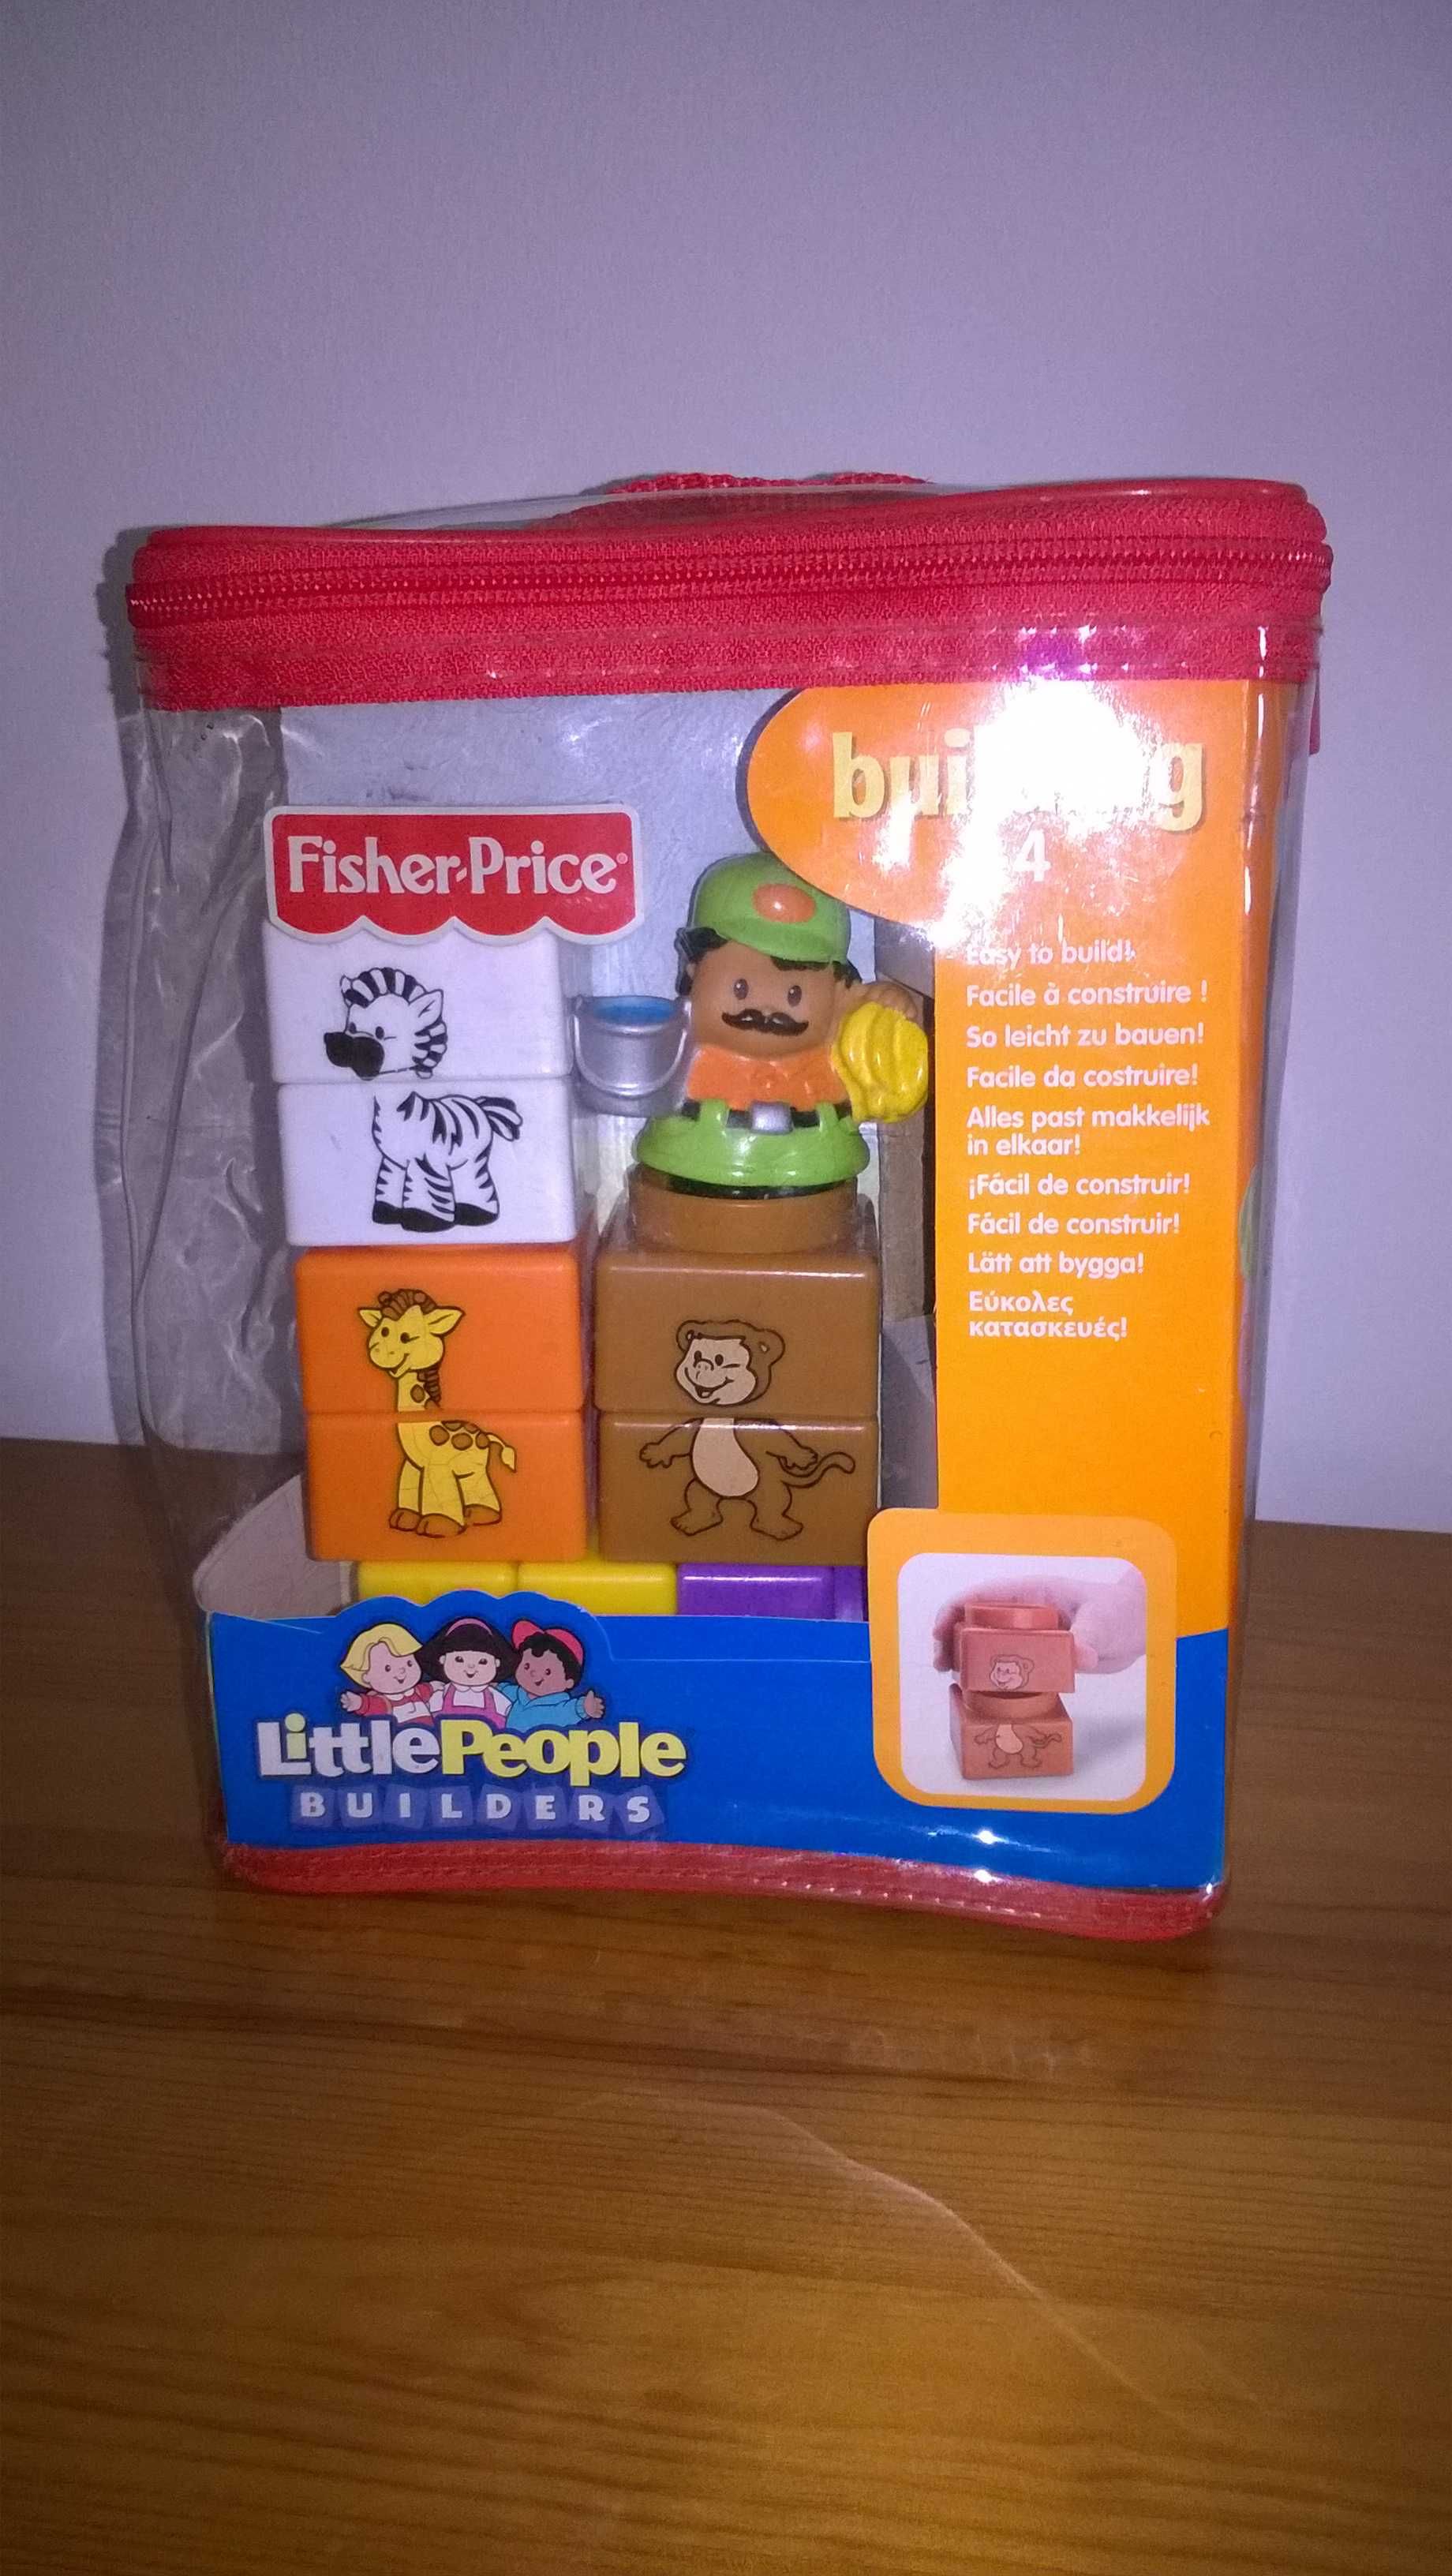 Fisher-Price®
4
Easy to build!
Facile à construire !
So leicht zu bauen!
Facile da costruire!
Alles past makkelijk
in elkaar!
¡Fácil de construir!
Fácil de construir!
Lätt att bygga!
Εύκολες
κατασκευές!
LittlePeople
BUILDERS